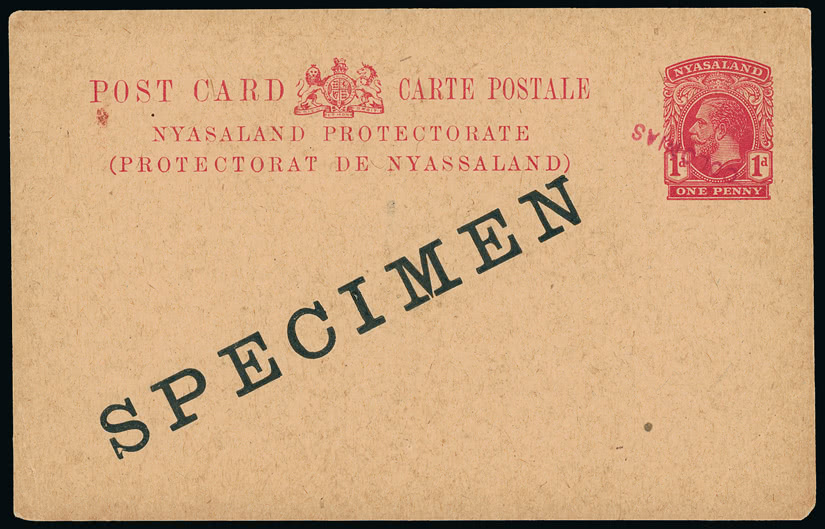 POST CARD CARTE POSTALE
NYASALAND PROTECTORATE
(PROTECTORAT DE NYASSALAND)
NYASALAND
1d 1d
ONE PENNY
SPECIMEN